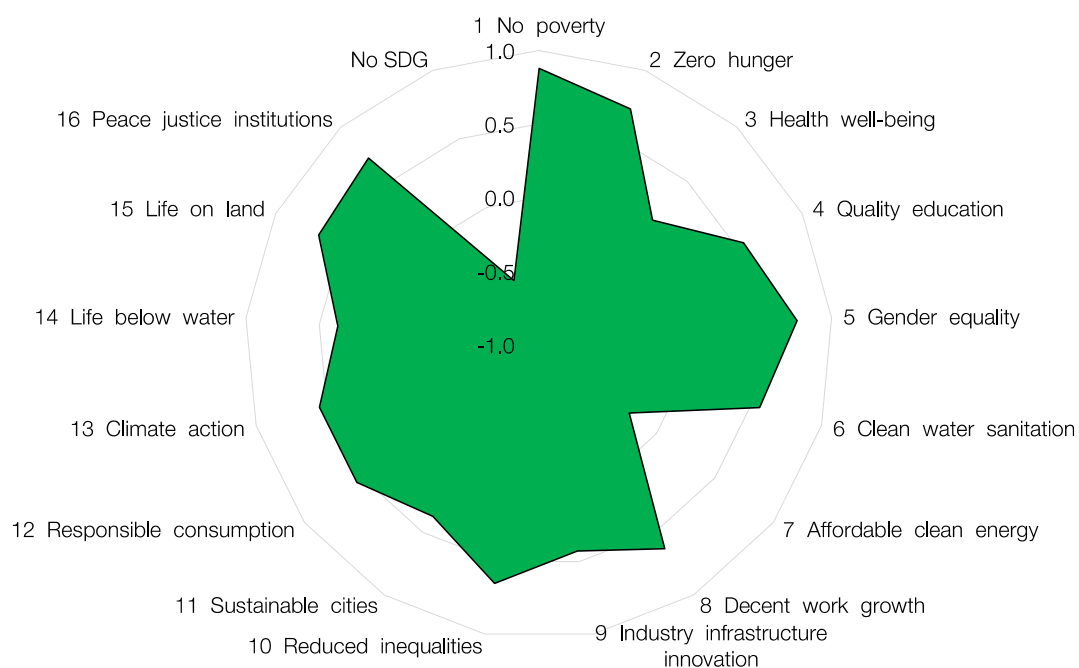 1 No poverty
1.0
No SDG
2 Zero hunger
16 Peace justice institutions
0.5
3 Health well-being
15 Life on land
0.0
4 Quality education
-0.5
14 Life below water
5 Gender equality
-1.0
13 Climate action
6 Clean water sanitation
12 Responsible consumption
7 Affordable clean energy
11 Sustainable cities
8 Decent work growth
10 Reduced inequalities
9 Industry infrastructure
innovation